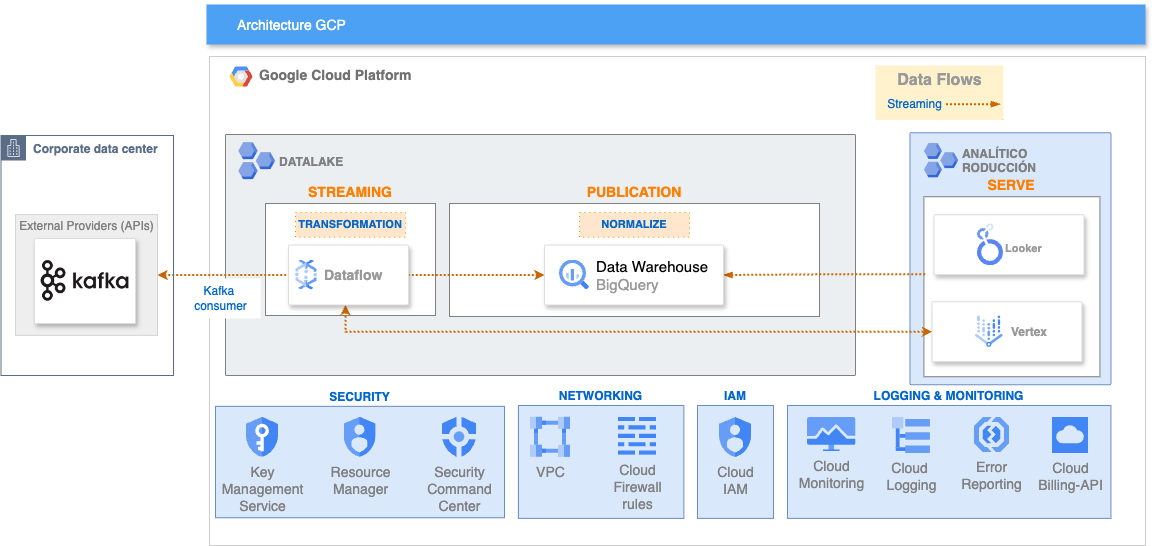 Architecture GCP
Google Cloud Platform
Data Flows
Streaming
Corporate data center
External Providers (APIs)
kafka
Kafka
consumer
DATALAKE
STREAMING
TRANSFORMATION
Dataflow
PUBLICATION
NORMALIZE
Data Warehouse
BigQuery
ANALÍTICO
RODUCCIÓN
SERVE
Looker
Vertex
SECURITY
Key
Management
Service
Resource
Manager
Security
Command
Center
NETWORKING
VPC
Cloud
Firewall
rules
IAM
Cloud
IAM
LOGGING & MONITORING
Cloud
Monitoring
Cloud
Logging
Error
Reporting
Cloud
Billing-API